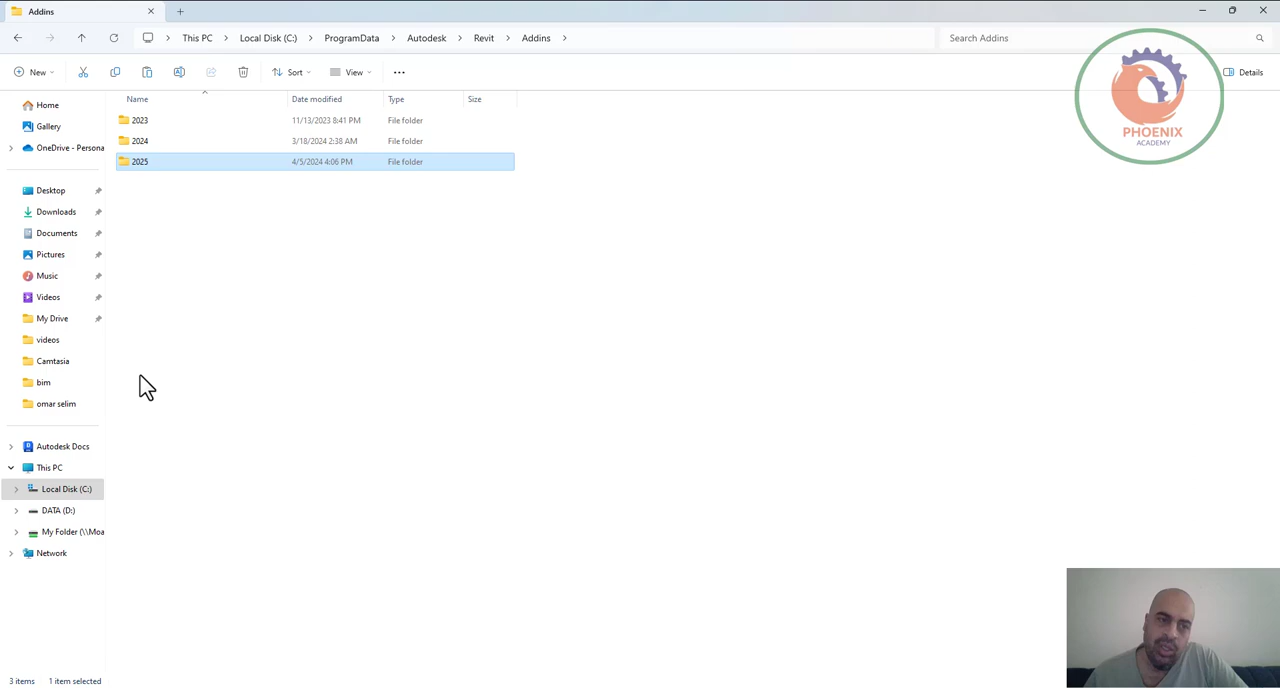 Addins
This PC Local Disk (C:) ProgramData Autodesk Revit Addins
Search Addins
New Sort View Details
Name Date modified Type Size
2023 11/13/2023 8:41 PM File folder
2024 3/18/2024 2:38 AM File folder
2025 4/5/2024 4:06 PM File folder
Home
Gallery
OneDrive - Persona
Desktop
Downloads
Documents
Pictures
Music
Videos
My Drive
videos
Camtasia
bim
omar selim
Autodesk Docs
This PC
Local Disk (C:)
DATA (D:)
My Folder (\\Moa
Network
3 items 1 item selected
PHOENIX
ACADEMY